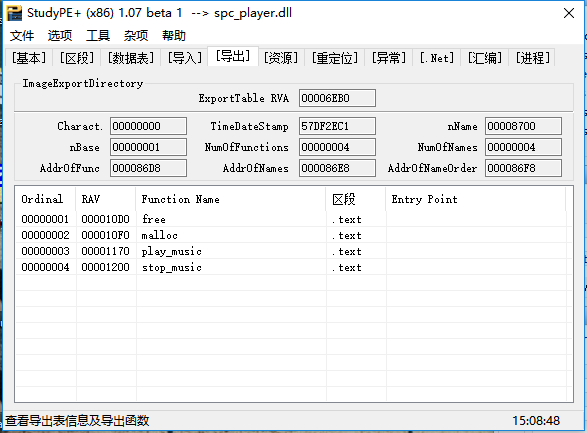 StudyPE+ (x86) 1.07 beta 1 --> spc_player.dll
文件 选项 工具 杂项 帮助
[基本] [区段] [数据表] [导入] [导出] [资源] [重定位] [异常] [.Net] [汇编] [进程]
ImageExportDirectory
ExportTable RVA 00006EB0
Charact. 00000000 TimeDateStamp 57DF2EC1 nName 00008700
nBase 00000001 NumOfFunctions 00000004 NumOfNames 00000004
AddrOfFunc 000086D8 AddrOfNames 000086E8 AddrOfNameOrder 000086F8
Ordinal RAV Function Name 区段 Entry Point
00000001 000010D0 free .text
00000002 000010F0 malloc .text
00000003 00001170 play_music .text
00000004 00001200 stop_music .text
查看导出表信息及导出函数 15:08:48